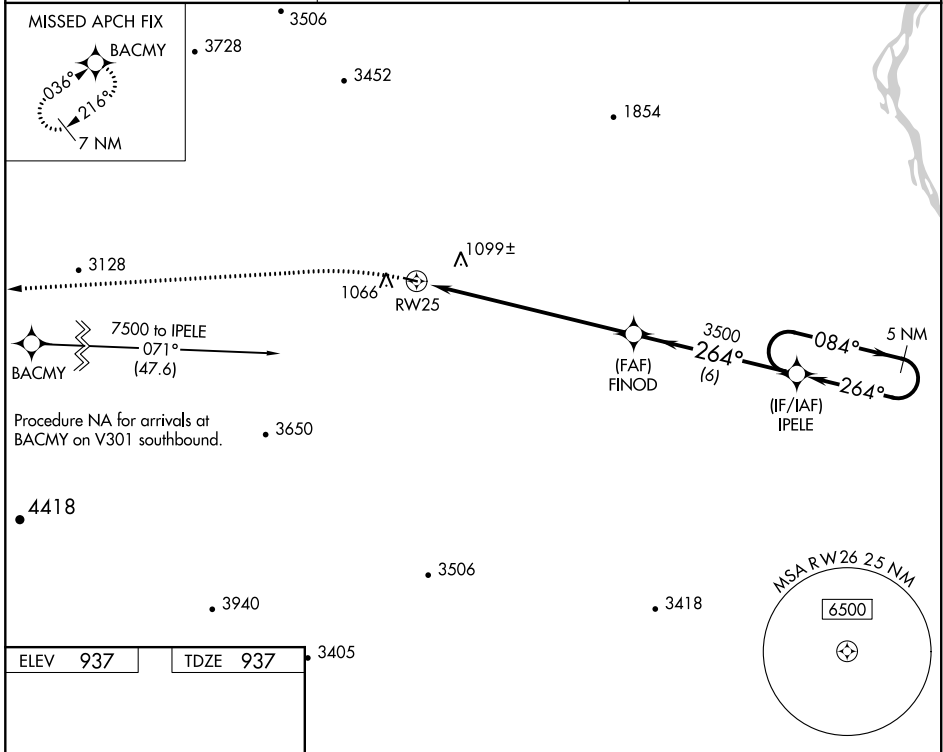 MISSED APCH FIX
BACMY
036°
216°
7 NM
3506
3728
3452
1854
3128
1099±
1066
RW25
7500 to IPELE
071°
(47.6)
BACMY
(FAF)
FINOD
3500
264°
(6)
084°
5 NM
264°
(IF/IAF)
IPELE
Procedure NA for arrivals at
BACMY on V301 southbound.
3650
4418
3506
3940
3418
3405
MSA RW26 25 NM
6500
ELEV 937
TDZE 937